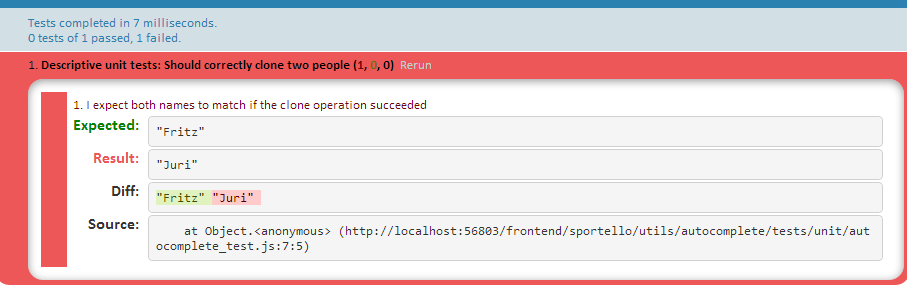 Tests completed in 7 milliseconds.
0 tests of 1 passed, 1 failed.
1. Descriptive unit tests: Should correctly clone two people (1, 0, 0) Rerun
1. I expect both names to match if the clone operation succeeded
Expected: "Fritz"
Result: "Juri"
Diff: "Fritz" "Juri"
Source: at Object.<anonymous> (http://localhost:56803/frontend/sportello/utils/autocomplete/tests/unit/aut
ocomplete_test.js:7:5)